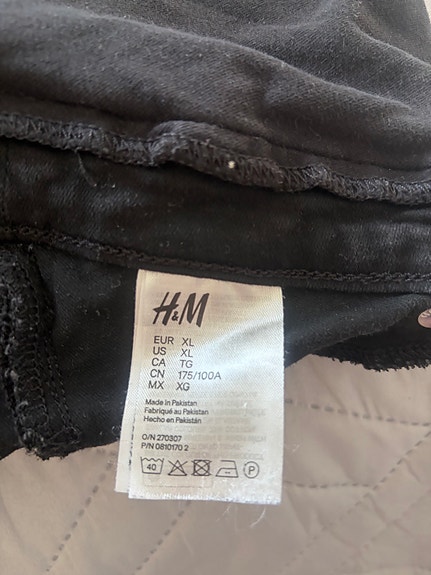 H&M
EUR XL
US XL
CA TG
CN 175/100A
MX XG
Made in Pakistan
Fabriqué au Pakistan
Hecho en Pakistán
O/N 270307
P/N 0810170 2
40 P